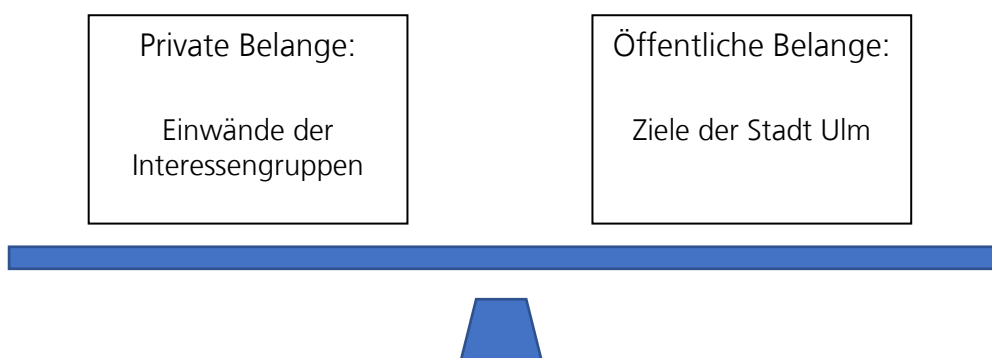 Private Belange:
Einwände der
Interessengruppen
Öffentliche Belange:
Ziele der Stadt Ulm